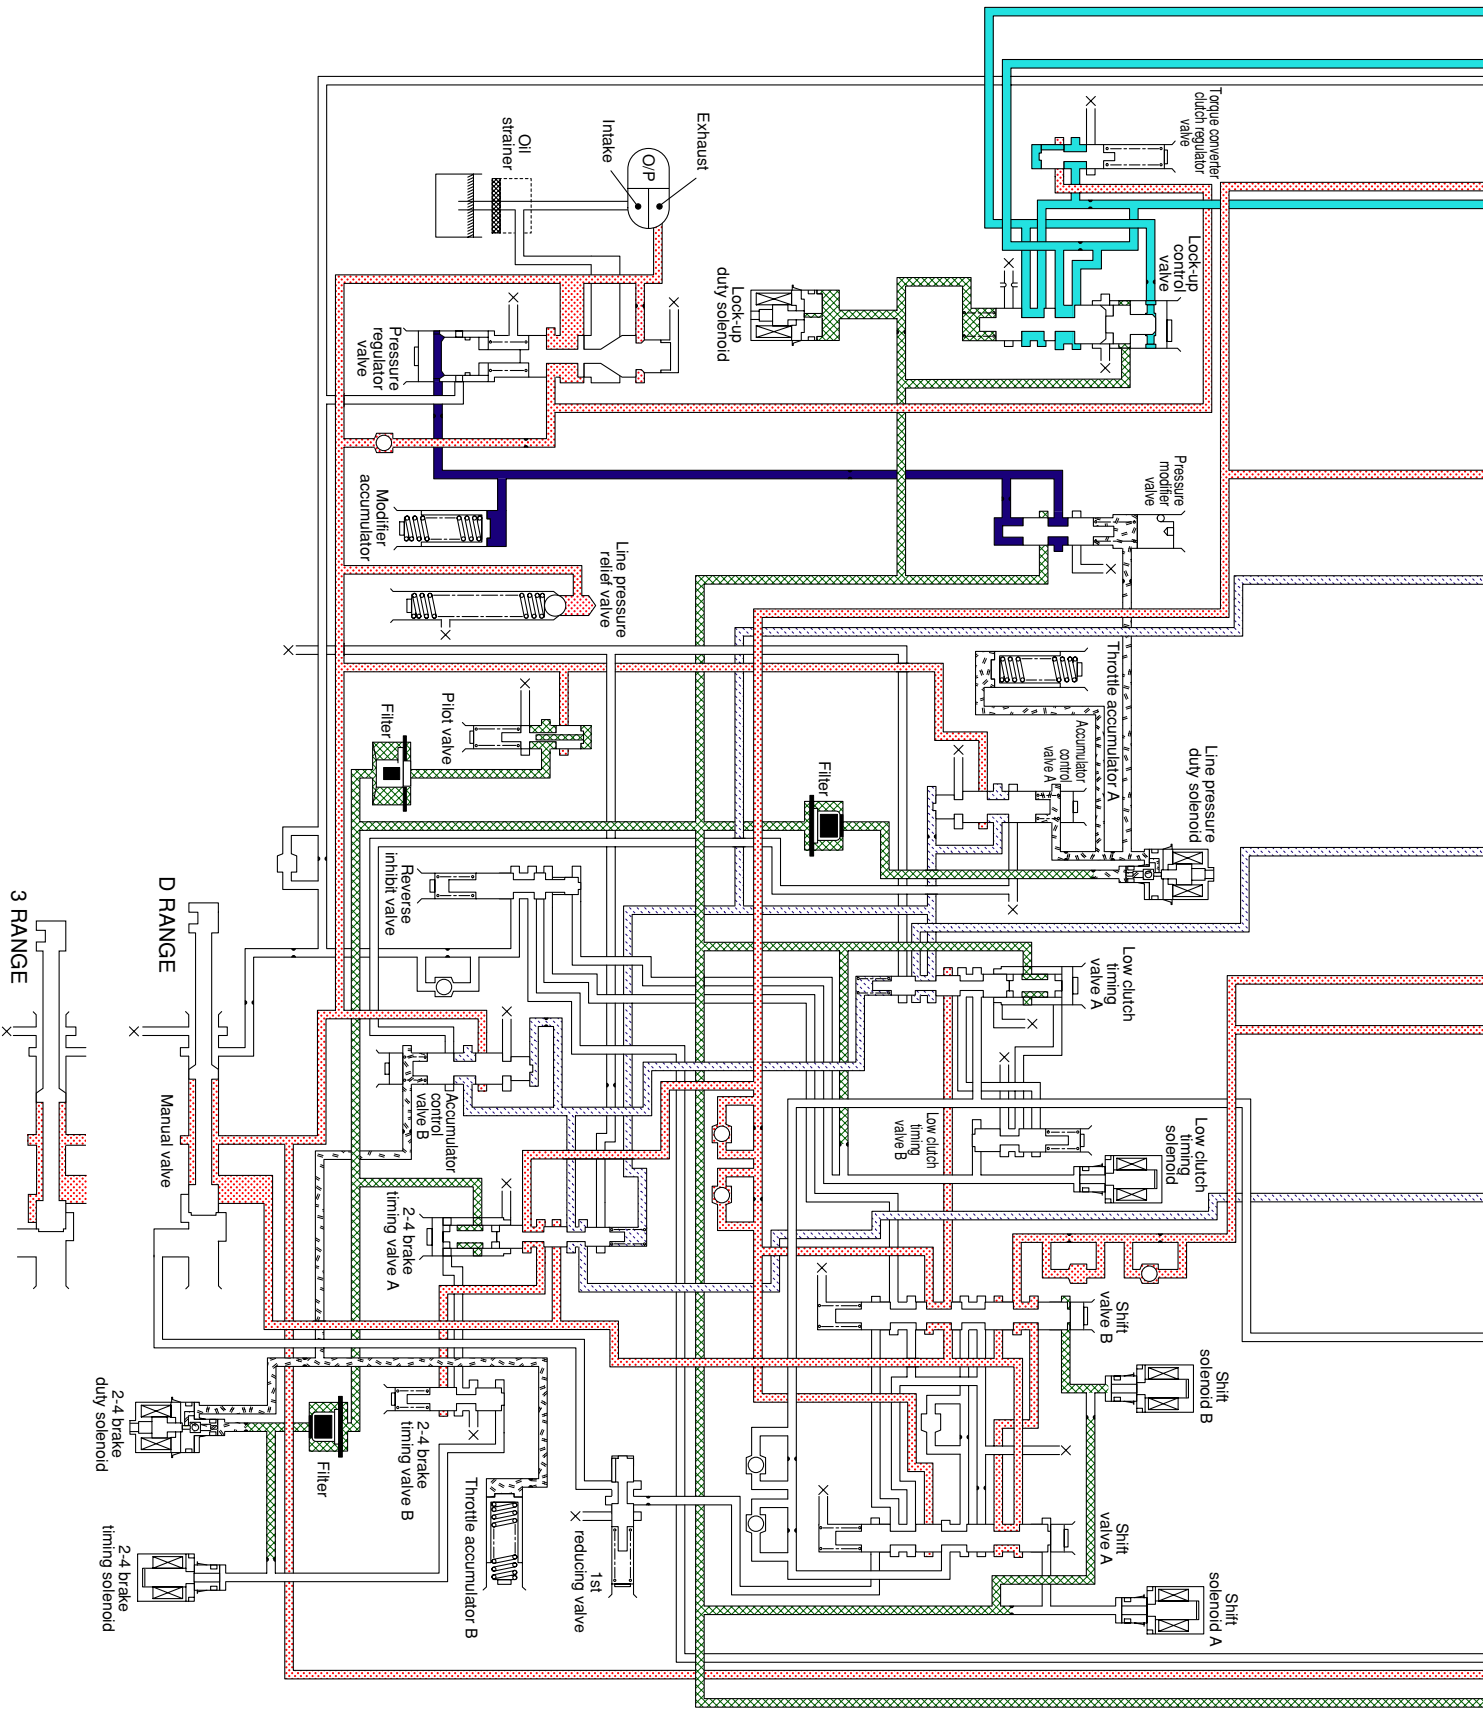 Torque converter
clutch regulator
valve
Exhaust
Intake
O/P
Oil
strainer
Lock-up
control
valve
Lock-up
duty solenoid
Pressure
regulator
valve
Pressure
modifier
valve
Modifier
accumulator
Line pressure
relief valve
Throttle accumulator A
Pilot valve
Filter
Accumulator
control
valve A
Line pressure
duty solenoid
Filter
Reverse
inhibit valve
D RANGE
3 RANGE
Low clutch
timing
valve A
Manual valve
Accumulator
control
valve B
Low clutch
timing
valve B
Low clutch
timing
solenoid
2-4 brake
timing valve A
Shift
valve B
Shift
solenoid B
2-4 brake
duty solenoid
Filter
2-4 brake
timing valve B
Throttle accumulator B
1st
reducing valve
Shift
valve A
2-4 brake
timing solenoid
Shift
solenoid A